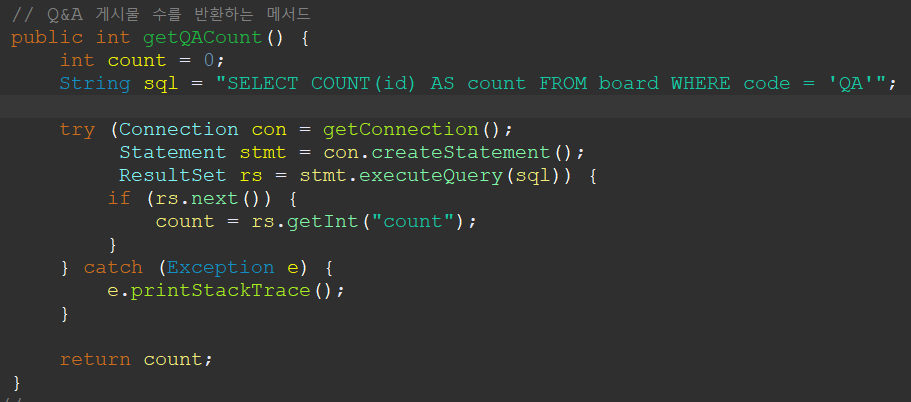 // Q&A 게시물 수를 반환하는 메서드
public int getQACount() {
    int count = 0;
    String sql = "SELECT COUNT(id) AS count FROM board WHERE code = 'QA'";
    try (Connection con = getConnection();
         Statement stmt = con.createStatement();
         ResultSet rs = stmt.executeQuery(sql)) {
        if (rs.next()) {
            count = rs.getInt("count");
        }
    } catch (Exception e) {
        e.printStackTrace();
    }
    return count;
}
//